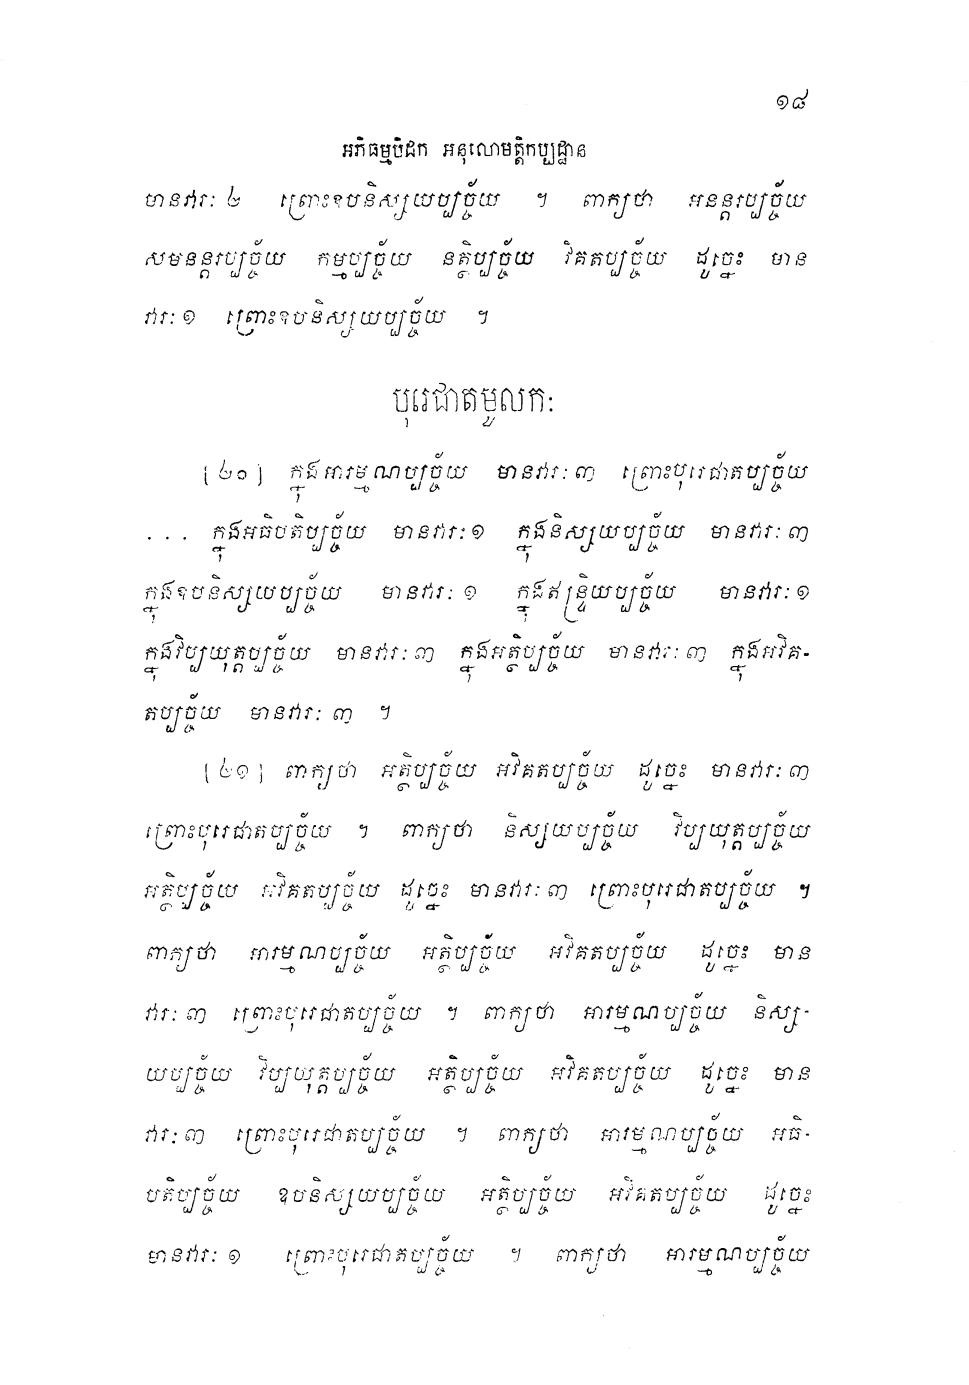 ១៨
អភិធម្មបិដក អនុលោមត្តិកប្បដ្ឋាន
មានវារៈ ៤ ព្រោះឧបនិស្សយប្បច្ច័យ ។ ពាក្យថា អនន្តរប្បច្ច័យ
សមនន្តរប្បច្ច័យ កម្មប្បច្ច័យ នត្ថិប្បច្ច័យ វិគតប្បច្ច័យ ដូច្នេះ មាន
វារៈ ១ ព្រោះឧបនិស្សយប្បច្ច័យ ។
បុរេជាតមូលកៈ
[៤០] ក្នុងអារម្មណប្បច្ច័យ មានវារៈ ៣ ព្រោះបុរេជាតប្បច្ច័យ
... ក្នុងអធិបតិប្បច្ច័យ មានវារៈ ១ ក្នុងនិស្សយប្បច្ច័យ មានវារៈ ៣
ក្នុងឧបនិស្សយប្បច្ច័យ មានវារៈ ១ ក្នុងឥន្ទ្រិយប្បច្ច័យ មានវារៈ ១
ក្នុងវិប្បយុត្តប្បច្ច័យ មានវារៈ ៣ ក្នុងអត្ថិប្បច្ច័យ មានវារៈ ៣ ក្នុងអវិគ-
តប្បច្ច័យ មានវារៈ ៣ ។
[៤១] ពាក្យថា អត្ថិប្បច្ច័យ អវិគតប្បច្ច័យ ដូច្នេះ មានវារៈ ៣
ព្រោះបុរេជាតប្បច្ច័យ ។ ពាក្យថា និស្សយប្បច្ច័យ វិប្បយុត្តប្បច្ច័យ
អត្ថិប្បច្ច័យ អវិគតប្បច្ច័យ ដូច្នេះ មានវារៈ ៣ ព្រោះបុរេជាតប្បច្ច័យ ។
ពាក្យថា អារម្មណប្បច្ច័យ អត្ថិប្បច្ច័យ អវិគតប្បច្ច័យ ដូច្នេះ មាន
វារៈ ៣ ព្រោះបុរេជាតប្បច្ច័យ ។ ពាក្យថា អារម្មណប្បច្ច័យ និស្ស-
យប្បច្ច័យ វិប្បយុត្តប្បច្ច័យ អត្ថិប្បច្ច័យ អវិគតប្បច្ច័យ ដូច្នេះ មាន
វារៈ ៣ ព្រោះបុរេជាតប្បច្ច័យ ។ ពាក្យថា អារម្មណប្បច្ច័យ អធិ-
បតិប្បច្ច័យ ឧបនិស្សយប្បច្ច័យ អត្ថិប្បច្ច័យ អវិគតប្បច្ច័យ ដូច្នេះ
មានវារៈ ១ ព្រោះបុរេជាតប្បច្ច័យ ។ ពាក្យថា អារម្មណប្បច្ច័យ